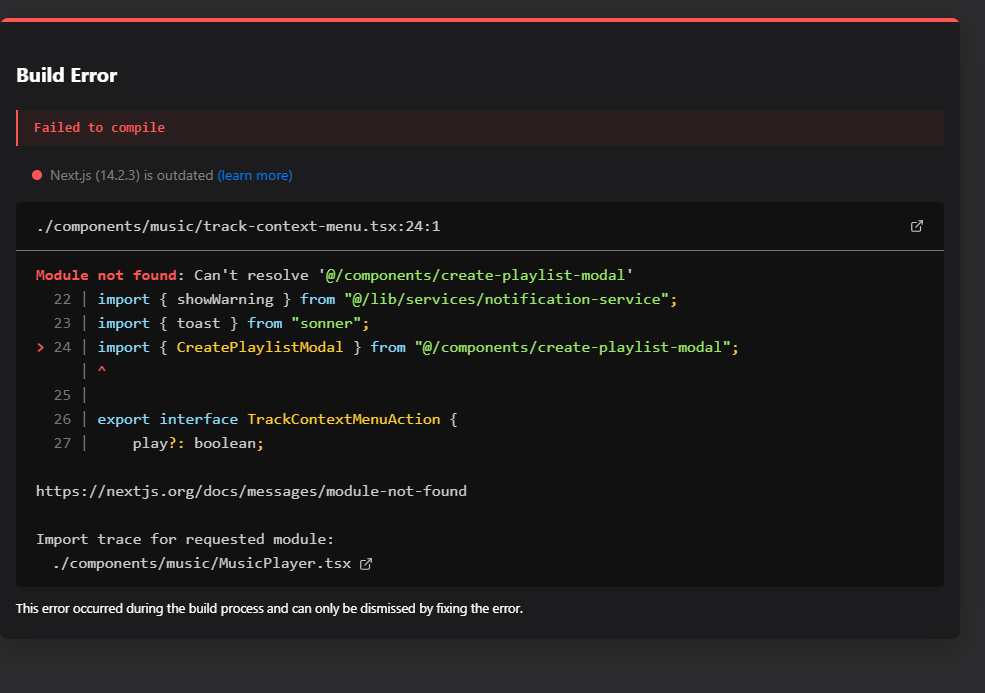 Build Error
Failed to compile
Next.js (14.2.3) is outdated (learn more)
./components/music/track-context-menu.tsx:24:1
Module not found: Can't resolve '@/components/create-playlist-modal'
22 | import { showWarning } from "@/lib/services/notification-service";
23 | import { toast } from "sonner";
> 24 | import { CreatePlaylistModal } from "@/components/create-playlist-modal";
| ^
25 |
26 | export interface TrackContextMenuAction {
27 |     play?: boolean;
https://nextjs.org/docs/messages/module-not-found
Import trace for requested module:
./components/music/MusicPlayer.tsx
This error occurred during the build process and can only be dismissed by fixing the error.